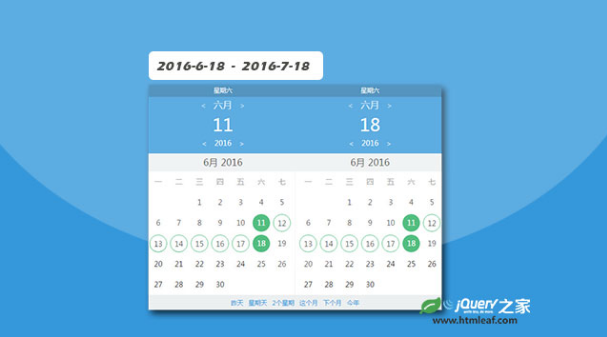 2016-6-18 - 2016-7-18
星期六 星期六
< 六月 > < 六月 >
11 18
< 2016 > < 2016 >
6月 2016 6月 2016
一 二 三 四 五 六 七 一 二 三 四 五 六 七
1 2 3 4 5 1 2 3 4 5
6 7 8 9 10 11 12 6 7 8 9 10 11 12
13 14 15 16 17 18 19 13 14 15 16 17 18 19
20 21 22 23 24 25 26 20 21 22 23 24 25 26
27 28 29 30 27 28 29 30
昨天 星期天 2个星期 这个月 下个月 今年
jQuery之家
www.htmleaf.com